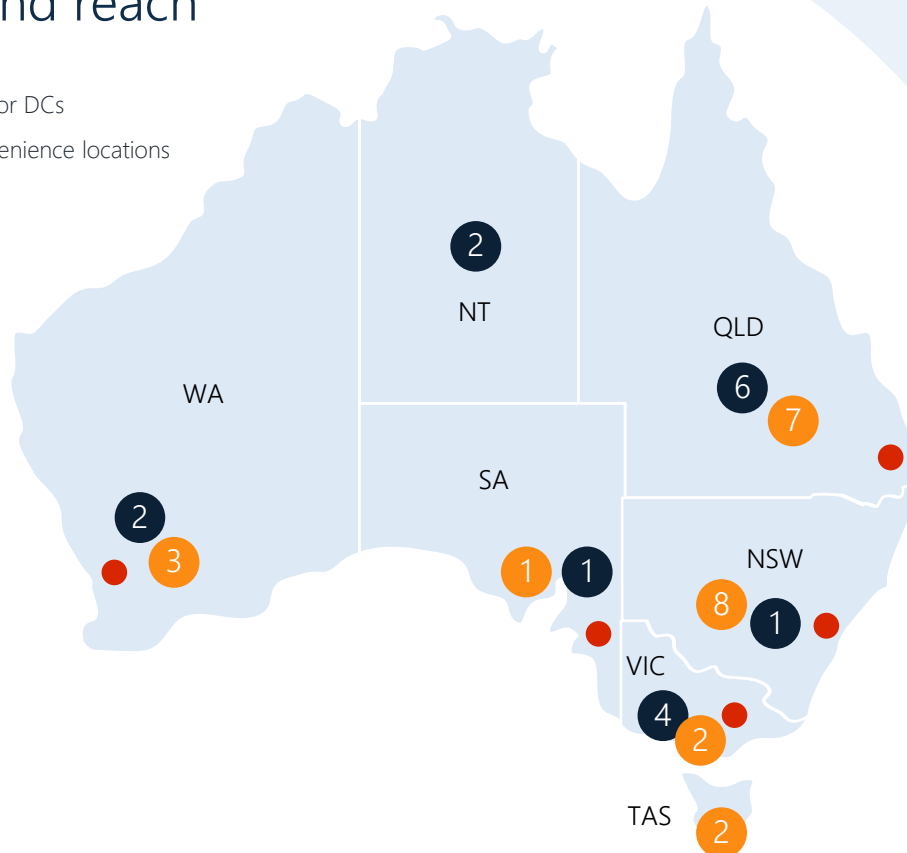 nd reach
or DCs
enience locations
2
NT
QLD
6
7
WA
SA
2
3
1
1
NSW
8
1
VIC
4
2
TAS
2